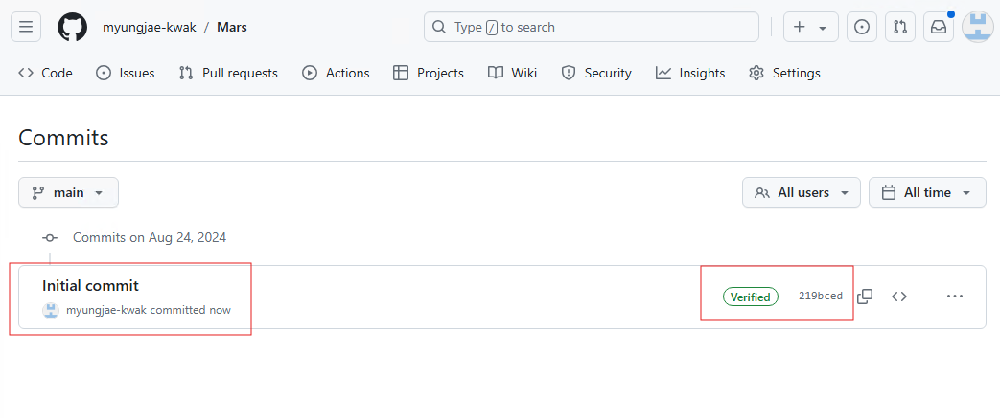 myungjae-kwak / Mars
Type / to search
Code
Issues
Pull requests
Actions
Projects
Wiki
Security
Insights
Settings
Commits
main
All users
All time
Commits on Aug 24, 2024
Initial commit
myungjae-kwak committed now
Verified
219bced